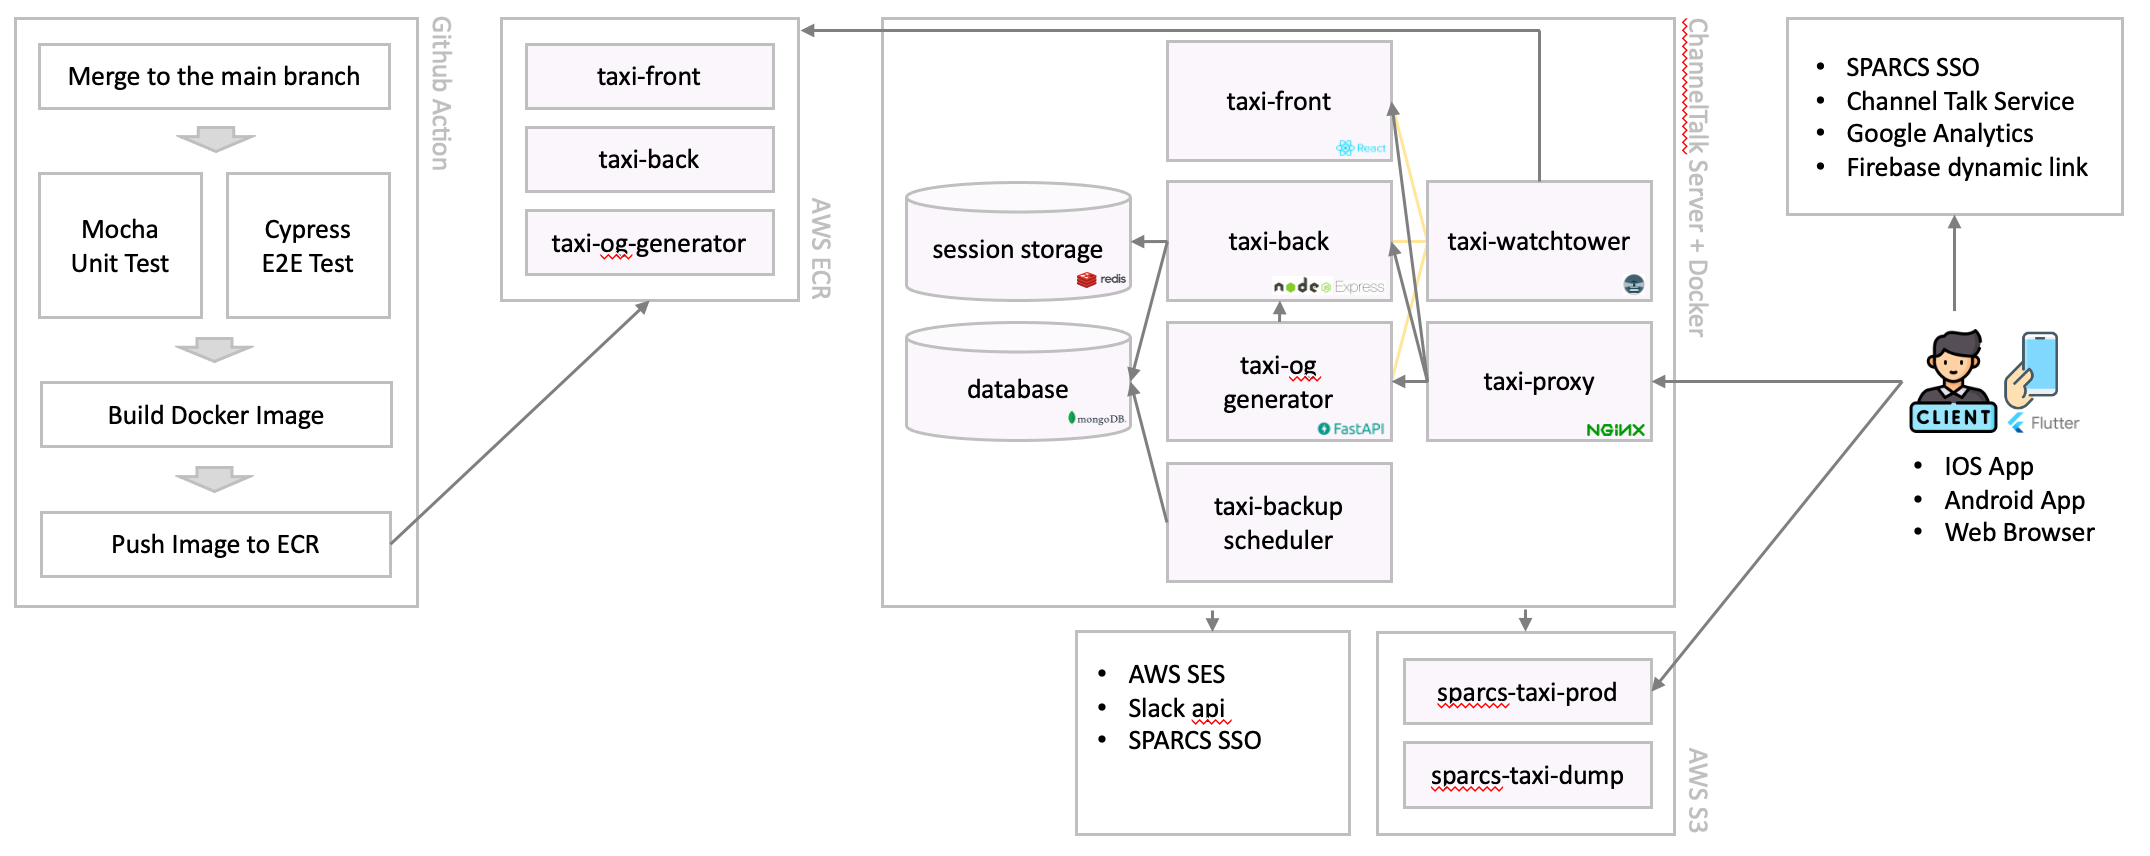 Github Action
Merge to the main branch
Mocha
Unit Test
Cypress
E2E Test
Build Docker Image
Push Image to ECR
AWS ECR
taxi-front
taxi-back
taxi-og-generator
ChannelTalk Server + Docker
taxi-front
React
session storage
redis
taxi-back
node Express
taxi-watchtower
database
mongoDB.
taxi-og
generator
FastAPI
taxi-proxy
NGINX
taxi-backup
scheduler
• AWS SES
• Slack api
• SPARCS SSO
AWS S3
sparcs-taxi-prod
sparcs-taxi-dump
• SPARCS SSO
• Channel Talk Service
• Google Analytics
• Firebase dynamic link
CLIENT
Flutter
• IOS App
• Android App
• Web Browser